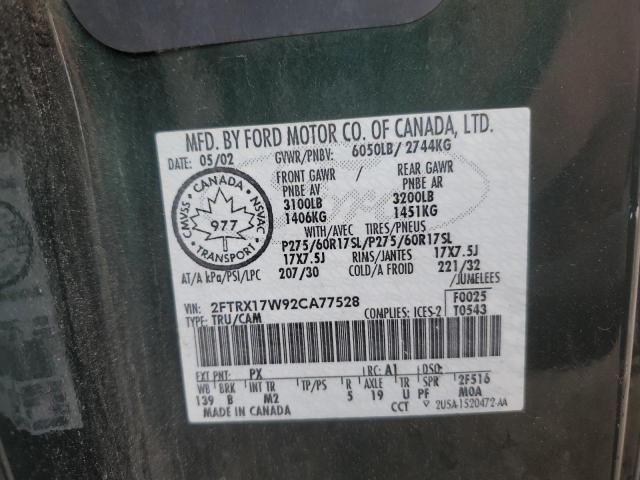 MFD. BY FORD MOTOR CO. OF CANADA, LTD.
DATE: 05/02 GVWR/PNBV: 6050LB/ 2744KG
FRONT GAWR / REAR GAWR
PNBE AV PNBE AR
3100LB / 3200LB
1406KG 1451KG
WITH/AVEC TIRES/PNEUS
P275/60R17SL/P275/60R17SL
17X7.5J RIMS/JANTES 17X7.5J
AT/A kPa/PSI/LPC 207/30 COLD/A FROID 221/32
/JUMELEES
CANADA
CMVSS NSVAC
977
TRANSPORT
VIN: 2FTRX17W92CA77528 F0025
TYPE: TRU/CAM COMPLIES: ICES-2 T0543
EXT PNT: PX RC: A1 DSO:
WB BRK INT TR TP/PS R AXLE TR SPR 2F516
139 B M2 5 19 U PF M0A
MADE IN CANADA CCT ▽ 2USA-1520472-AA